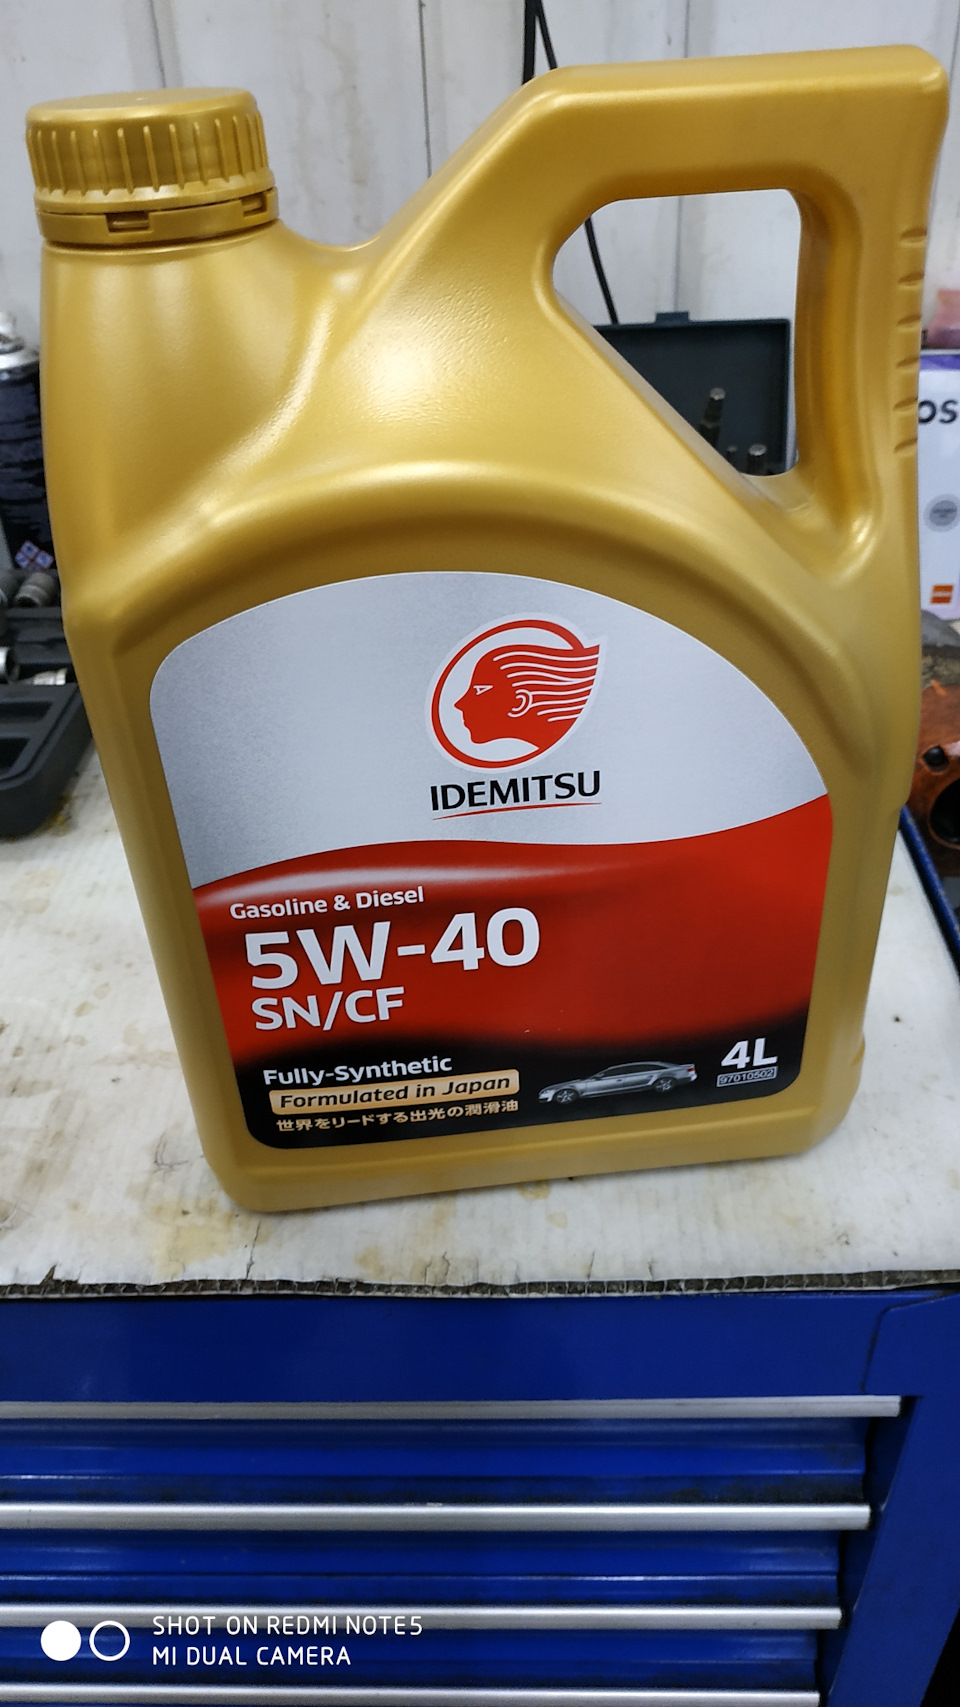 OS
IDEMITSU
Gasoline & Diesel
5W-40
SN/CF
4L
97010502
Fully-Synthetic
Formulated in Japan
世界をリードする出光の潤滑油
SHOT ON REDMI NOTE5
MI DUAL CAMERA